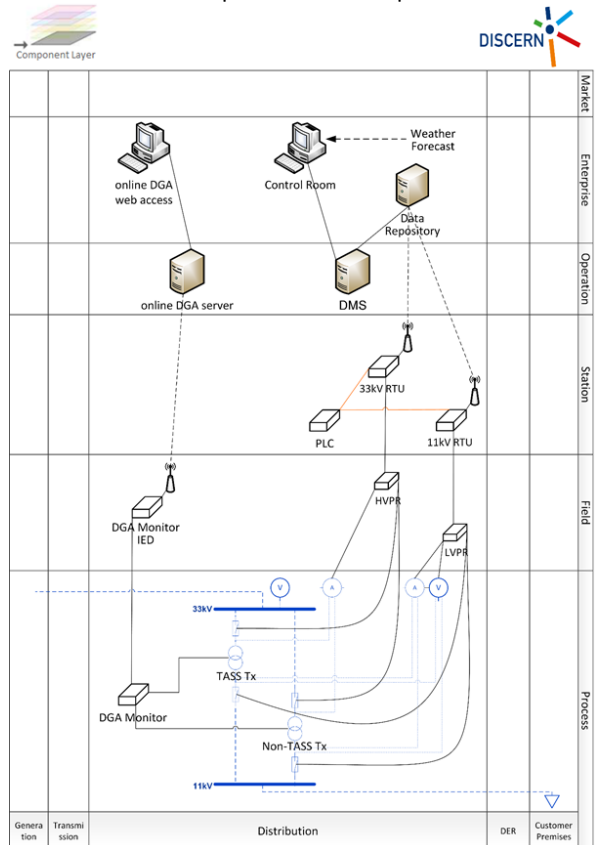 Component Layer
DISCERN
Market
Weather
Forecast
online DGA
web access
Control Room
Data
Repository
Enterprise
online DGA server
DMS
Operation
33kV RTU
PLC
11kV RTU
Station
HVPR
DGA Monitor
IED
LVPR
Field
V
A
A
V
33kV
TASS Tx
DGA Monitor
Non-TASS Tx
11kV
Process
Genera
tion
Transmi
ssion
Distribution
DER
Customer
Premises